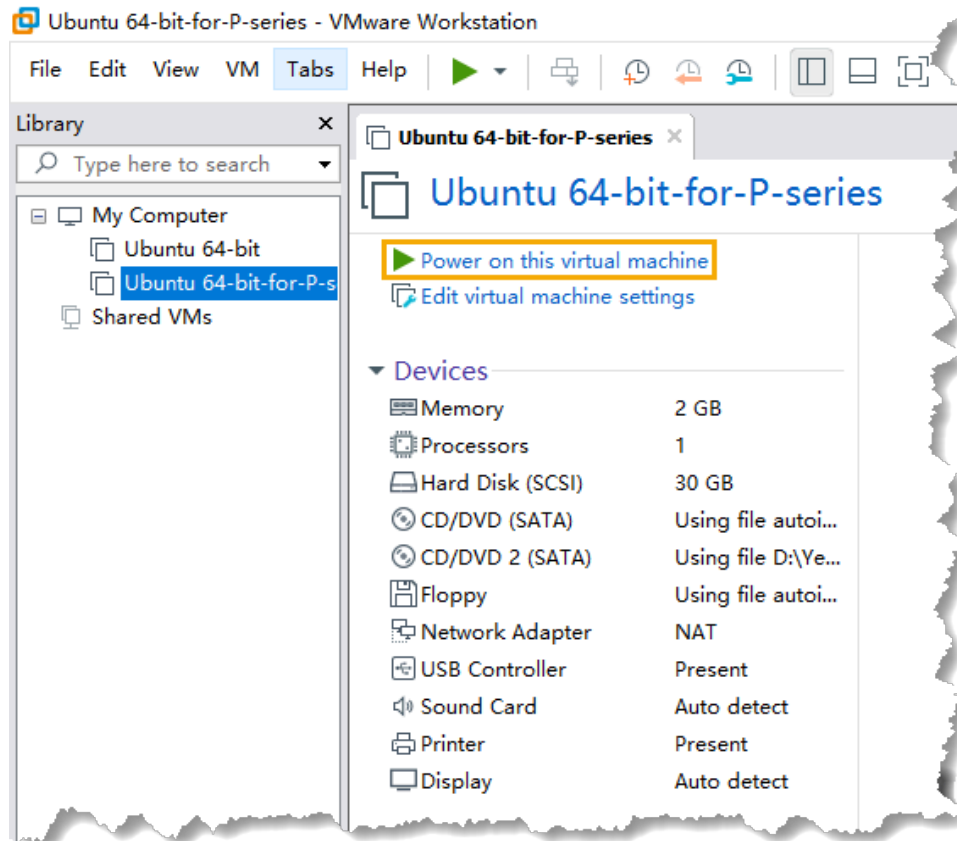 Ubuntu 64-bit-for-P-series - VMware Workstation
File Edit View VM Tabs Help
Library
Type here to search
My Computer
Ubuntu 64-bit
Ubuntu 64-bit-for-P-s
Shared VMs
Ubuntu 64-bit-for-P-series
Ubuntu 64-bit-for-P-series
Power on this virtual machine
Edit virtual machine settings
Devices
Memory 2 GB
Processors 1
Hard Disk (SCSI) 30 GB
CD/DVD (SATA) Using file autoi...
CD/DVD 2 (SATA) Using file D:\Ye...
Floppy Using file autoi...
Network Adapter NAT
USB Controller Present
Sound Card Auto detect
Printer Present
Display Auto detect